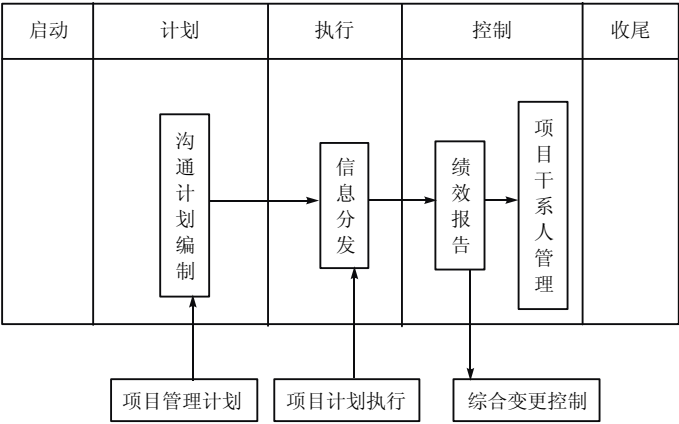 启动
计划
执行
控制
收尾
沟通计划编制
信息分发
绩效报告
项目干系人管理
项目管理计划
项目计划执行
综合变更控制